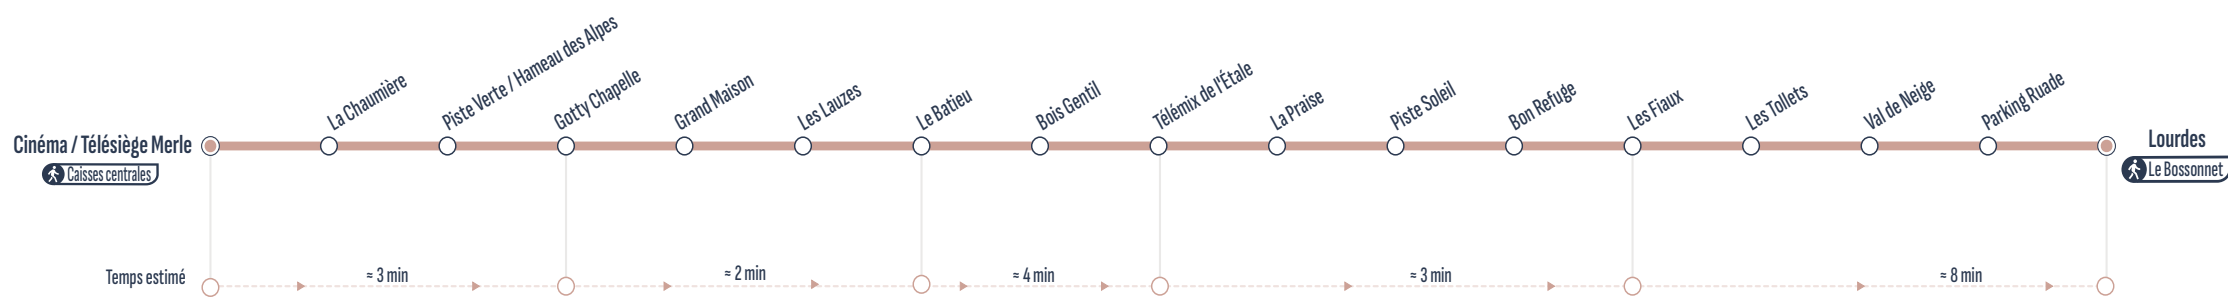 Cinéma / Télésiège Merle
Caisses centrales
La Chaumière
Piste Verte / Hameau des Alpes
Gotty Chapelle
Grand Maison
Les Lauzes
Le Batieu
Bois Gentil
Télémix de l'Étale
La Praise
Piste Soleil
Bon Refuge
Les Fiaux
Les Tollets
Val de Neige
Parking Ruade
Lourdes
Le Bossonnet
Temps estimé
≈ 3 min
≈ 2 min
≈ 4 min
≈ 3 min
≈ 8 min